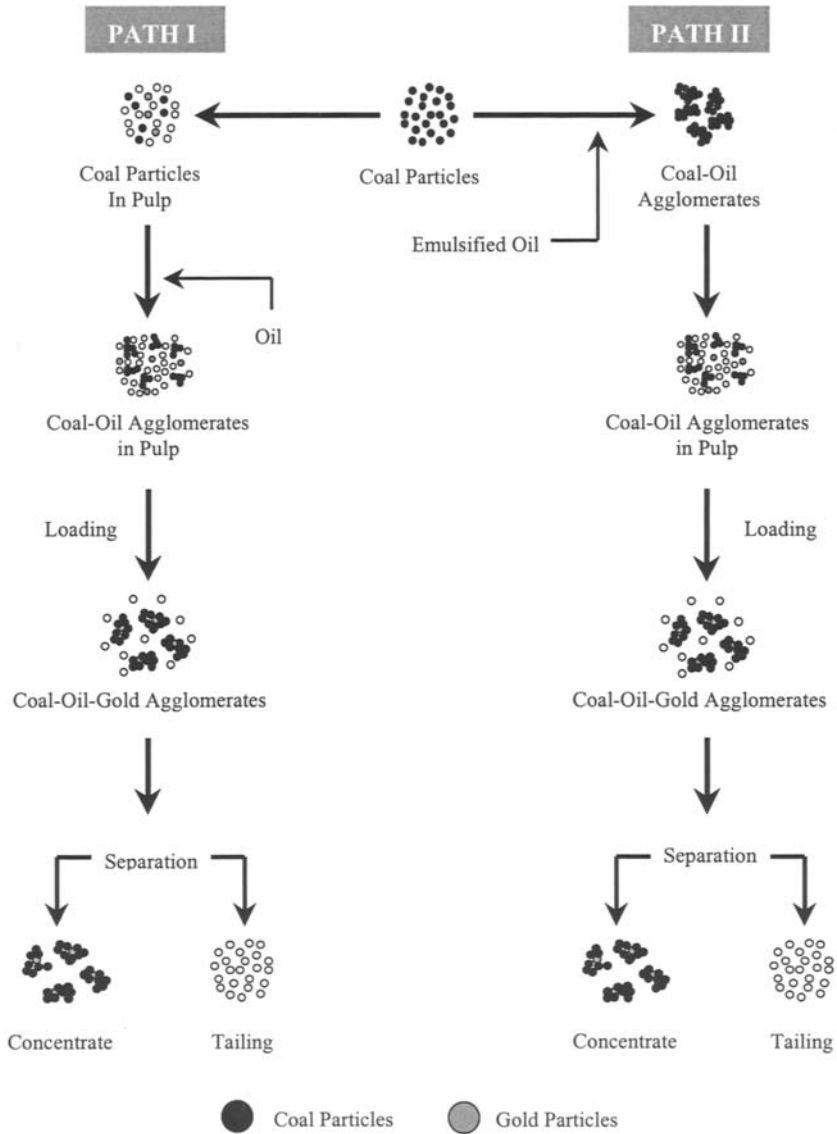 PATH I
PATH II
Coal Particles
In Pulp
Coal Particles
Coal-Oil
Agglomerates
Emulsified Oil
Oil
Coal-Oil Agglomerates
in Pulp
Coal-Oil Agglomerates
in Pulp
Loading
Loading
Coal-Oil-Gold Agglomerates
Coal-Oil-Gold Agglomerates
Separation
Separation
Concentrate
Tailing
Concentrate
Tailing
Coal Particles
Gold Particles